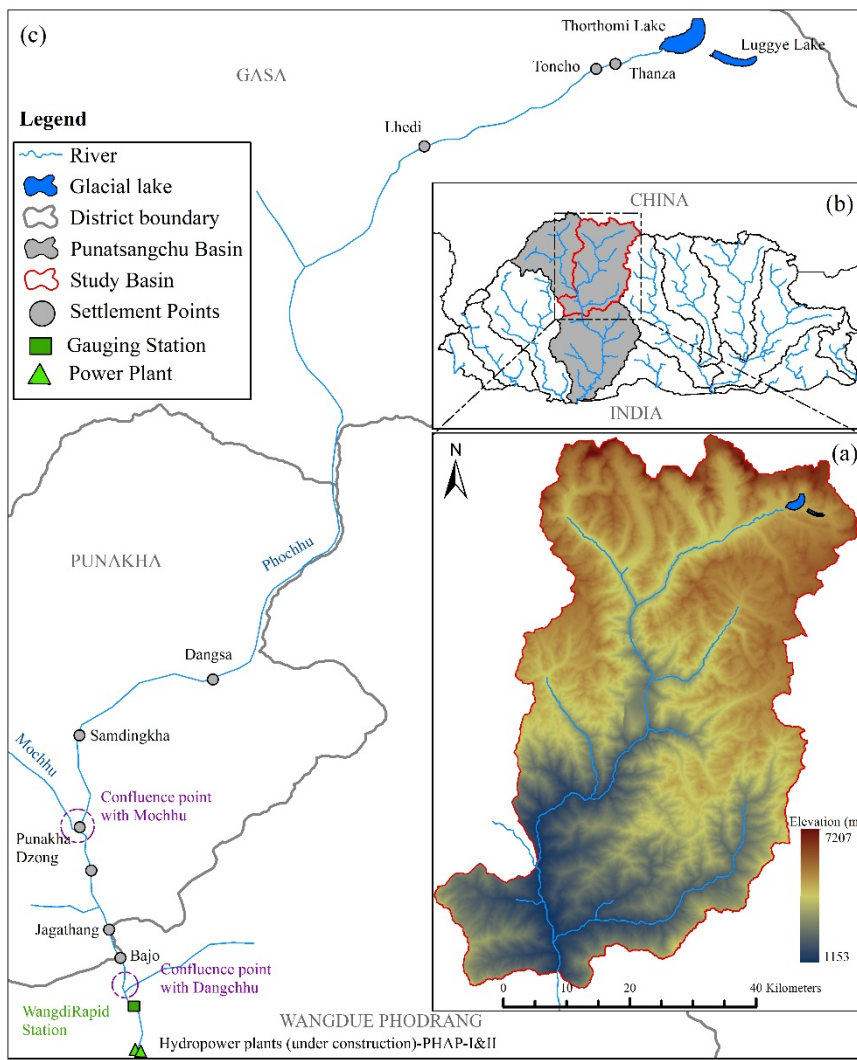 (c)
Thorthomi Lake
Luggye Lake
Toncho
Thanza
GASA
Lhedi
Legend
River
Glacial lake
District boundary
Punatsangchu Basin
Study Basin
Settlement Points
Gauging Station
Power Plant
CHINA
(b)
INDIA
(a)
N
PUNAKHA
Phochhu
Dangsa
Samdingkha
Mochhu
Confluence point
with Mochhu
Punakha
Dzong
Jagathang
Bajo
Confluence point
with Dangchhu
WangdiRapid
Station
WANGDUE PHODRANG
Hydropower plants (under construction)-PHAP-I&II
Elevation (m
7207
1153
0 10 20 40 Kilometers